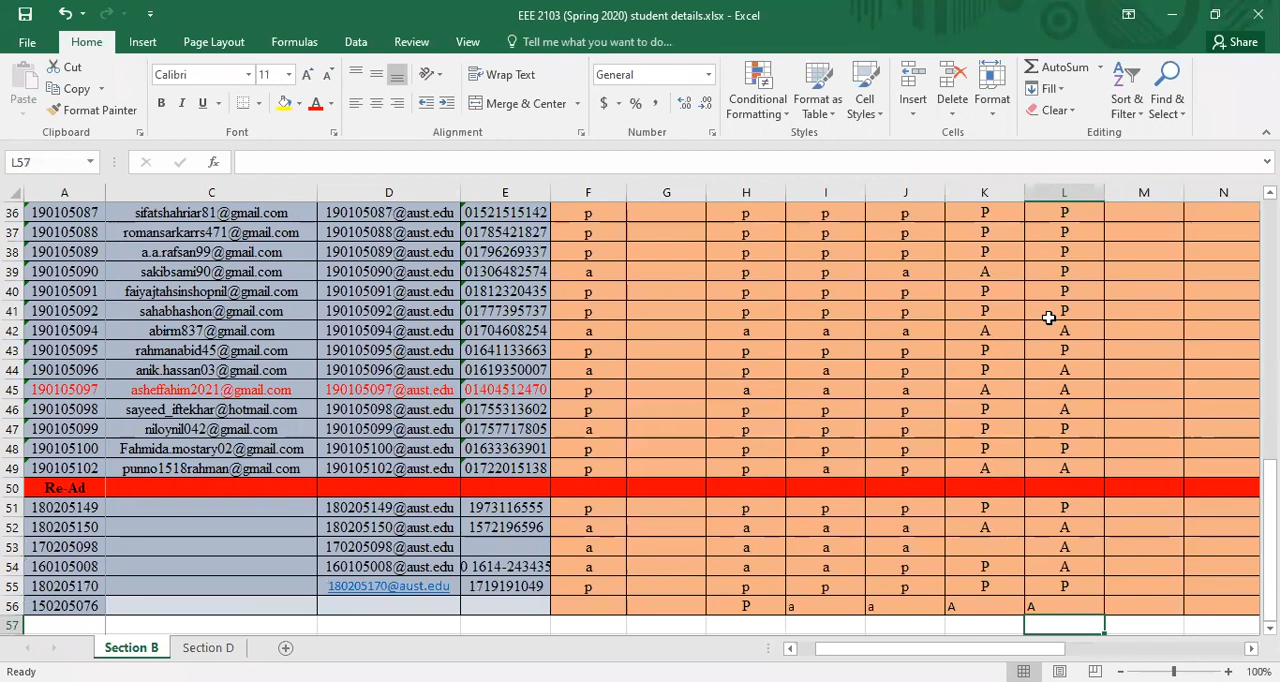 EEE 2103 (Spring 2020) student details.xlsx - Excel
File Home Insert Page Layout Formulas Data Review View Tell me what you want to do... Share
Paste Cut Copy Format Painter Clipboard
Calibri 11 B I U Font
Wrap Text Merge & Center Alignment
General $ % , Number
Conditional Formatting Format as Table Cell Styles Styles
Insert Delete Format Cells
AutoSum Fill Clear Sort & Filter Find & Select Editing
L57 fx
A C D E F G H I J K L M N
36 190105087 sifatshahriar81@gmail.com 190105087@aust.edu 01521515142 p p p p P P
37 190105088 romansarkarrs471@gmail.com 190105088@aust.edu 01785421827 p p p p P P
38 190105089 a.a.rafsan99@gmail.com 190105089@aust.edu 01796269337 p p p p P P
39 190105090 sakibsami90@gmail.com 190105090@aust.edu 01306482574 a p p a A P
40 190105091 faiyajtahsinshopnil@gmail.com 190105091@aust.edu 01812320435 p p p p P P
41 190105092 sahabhashon@gmail.com 190105092@aust.edu 01777395737 p p p p P P
42 190105094 abirm837@gmail.com 190105094@aust.edu 01704608254 a a a a A A
43 190105095 rahmanabid45@gmail.com 190105095@aust.edu 01641133663 p p p p P P
44 190105096 anik.hassan03@gmail.com 190105096@aust.edu 01619350007 a p p p P A
45 190105097 asheffahim2021@gmail.com 190105097@aust.edu 01404512470 p a a a A A
46 190105098 sayeed_iftekhar@hotmail.com 190105098@aust.edu 01755313602 p p p p P A
47 190105099 niloynil042@gmail.com 190105099@aust.edu 01757717805 a p p p P P
48 190105100 Fahmida.mostary02@gmail.com 190105100@aust.edu 01633363901 p p p p P P
49 190105102 punno1518rahman@gmail.com 190105102@aust.edu 01722015138 p p a p A A
50 Re-Ad
51 180205149 180205149@aust.edu 1973116555 p p p p P P
52 180205150 180205150@aust.edu 1572196596 a a a a A A
53 170205098 170205098@aust.edu a a a a A
54 160105008 160105008@aust.edu 0 1614-243435 a a a p P A
55 180205170 180205170@aust.edu 1719191049 p p p p P P
56 150205076 P a a A A
57
Section B Section D
Ready 100%